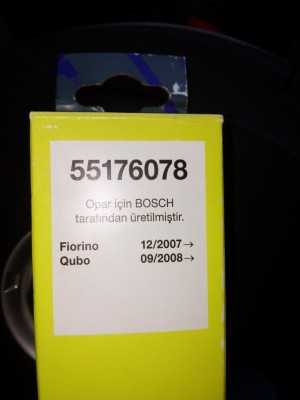 55176078
Opar için BOSCH
tarafından üretilmiştir.
Fiorino 12/2007→
Qubo 09/2008→